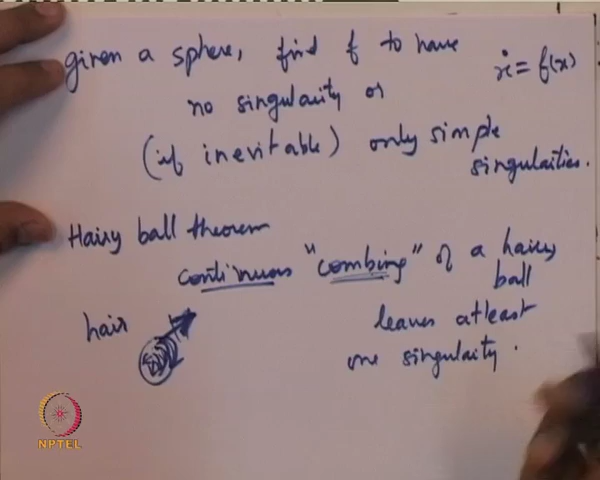 given a sphere, find f to have
ẋ = f(x)
no singularity or
(if inevitable) only simple
singularities.
Hairy ball theorem
continuous "combing" of a hairy
ball
hair
leaves atleast
one singularity.
NPTEL